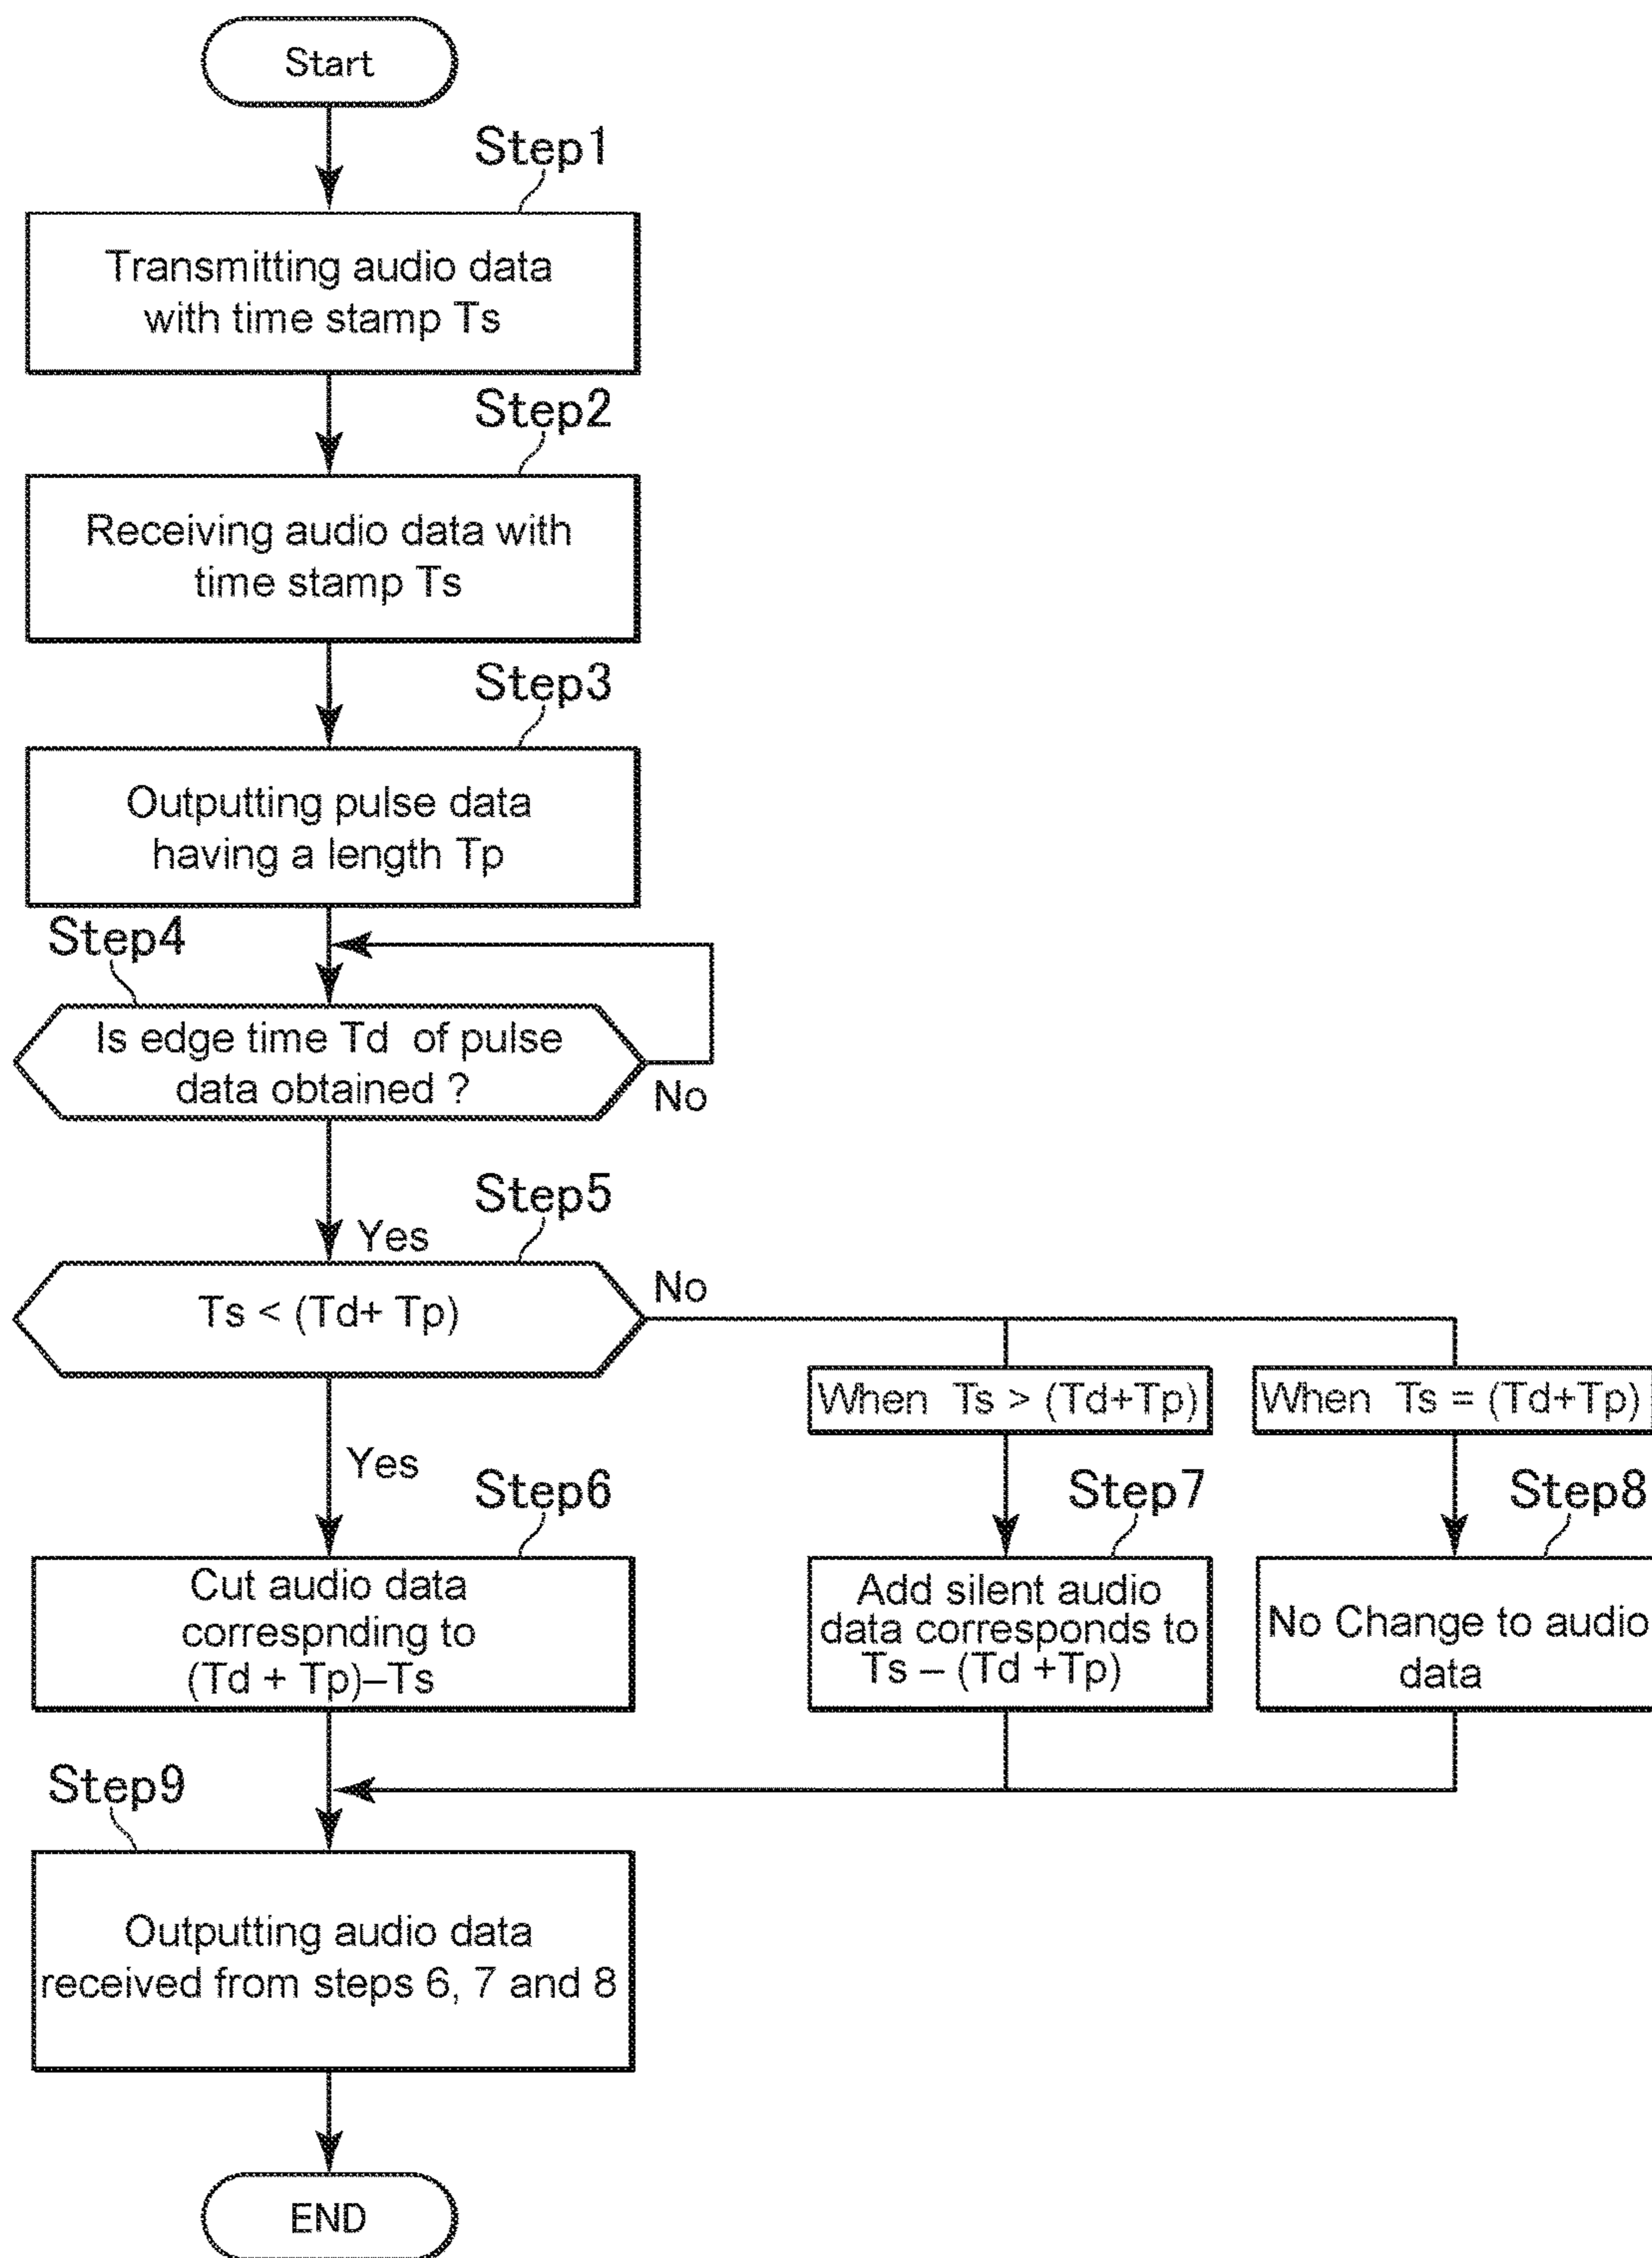 Start
Step1
Transmitting audio data
with time stamp Ts
Step2
Receiving audio data with
time stamp Ts
Step3
Outputting pulse data
having a length Tp
Step4
Is edge time Td of pulse
data obtained ?
No
Yes
Step5
Ts < (Td+ Tp)
No
When Ts > (Td+Tp)
When Ts = (Td+Tp)
Yes
Step6
Cut audio data
correspnding to
(Td + Tp)–Ts
Step7
Add silent audio
data corresponds to
Ts – (Td +Tp)
Step8
No Change to audio
data
Step9
Outputting audio data
received from steps 6, 7 and 8
END